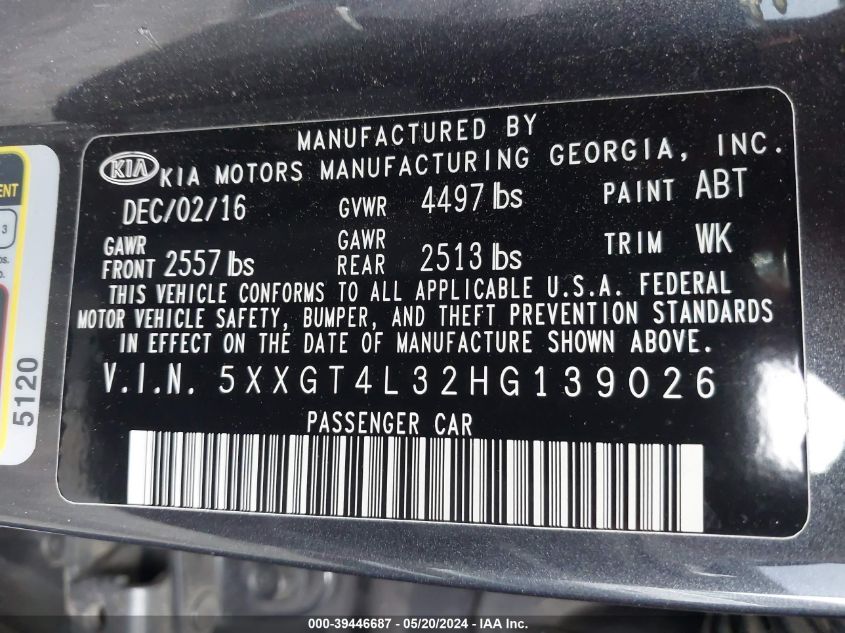 MANUFACTURED BY
KIA KIA MOTORS MANUFACTURING GEORGIA, INC.
DEC/02/16 GVWR 4497 lbs PAINT ABT
GAWR FRONT 2557 lbs GAWR REAR 2513 lbs TRIM WK
THIS VEHICLE CONFORMS TO ALL APPLICABLE U.S.A. FEDERAL
MOTOR VEHICLE SAFETY, BUMPER, AND THEFT PREVENTION STANDARDS
IN EFFECT ON THE DATE OF MANUFACTURE SHOWN ABOVE.
V.I.N. 5XXGT4L32HG139026
PASSENGER CAR
5120
3
000-39446687 - 05/20/2024 - IAA Inc.